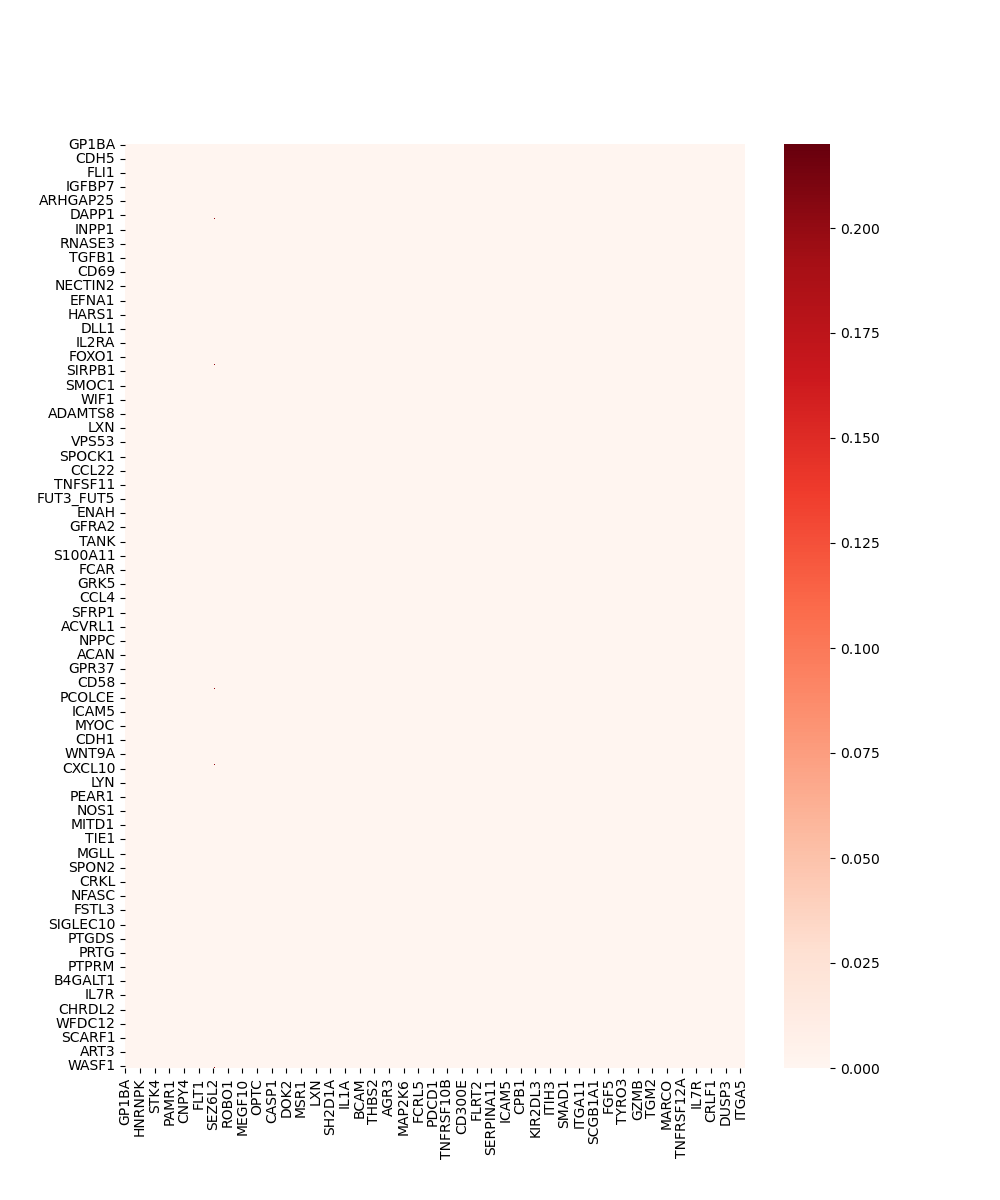 GP1BA
CDH5
FLI1
IGFBP7
ARHGAP25
DAPP1
INPP1
RNASE3
TGFB1
CD69
NECTIN2
EFNA1
HARS1
DLL1
IL2RA
FOXO1
SIRPB1
SMOC1
WIF1
ADAMTS8
LXN
VPS53
SPOCK1
CCL22
TNFSF11
FUT3_FUT5
ENAH
GFRA2
TANK
S100A11
FCAR
GRK5
CCL4
SFRP1
ACVRL1
NPPC
ACAN
GPR37
CD58
PCOLCE
ICAM5
MYOC
CDH1
WNT9A
CXCL10
LYN
PEAR1
NOS1
MITD1
TIE1
MGLL
SPON2
CRKL
NFASC
FSTL3
SIGLEC10
PTGDS
PRTG
PTPRM
B4GALT1
IL7R
CHRDL2
WFDC12
SCARF1
ART3
WASF1
GP1BA
HNRNPK
STK4
PAMR1
CNPY4
FLT1
SEZ6L2
ROBO1
MEGF10
OPTC
CASP1
DOK2
MSR1
LXN
SH2D1A
IL1A
BCAM
THBS2
AGR3
MAP2K6
FCRL5
PDCD1
TNFRSF10B
CD300E
FLRT2
SERPINA11
ICAM5
CPB1
KIR2DL3
ITIH3
SMAD1
ITGA11
SCGB1A1
FGF5
TYRO3
GZMB
TGM2
MARCO
TNFRSF12A
IL7R
CRLF1
DUSP3
ITGA5
0.200
0.175
0.150
0.125
0.100
0.075
0.050
0.025
0.000